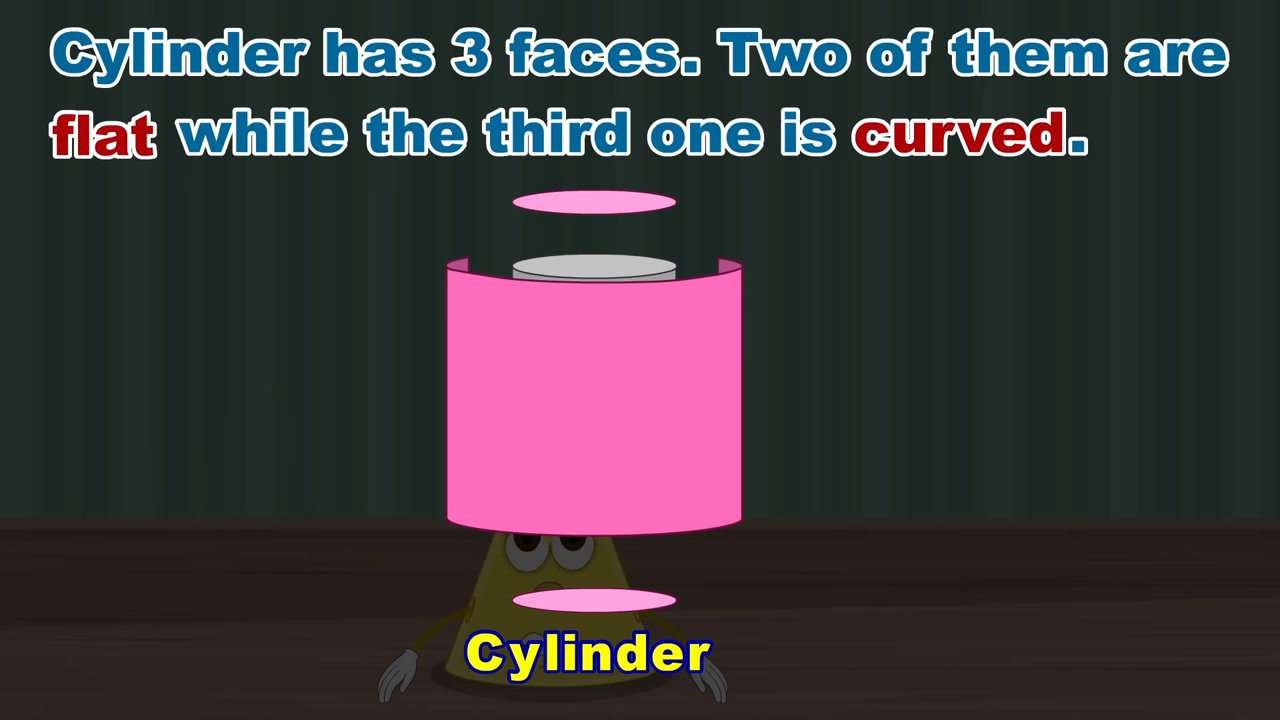 Cylinder has 3 faces. Two of them are
flat while the third one is curved.
Cylinder